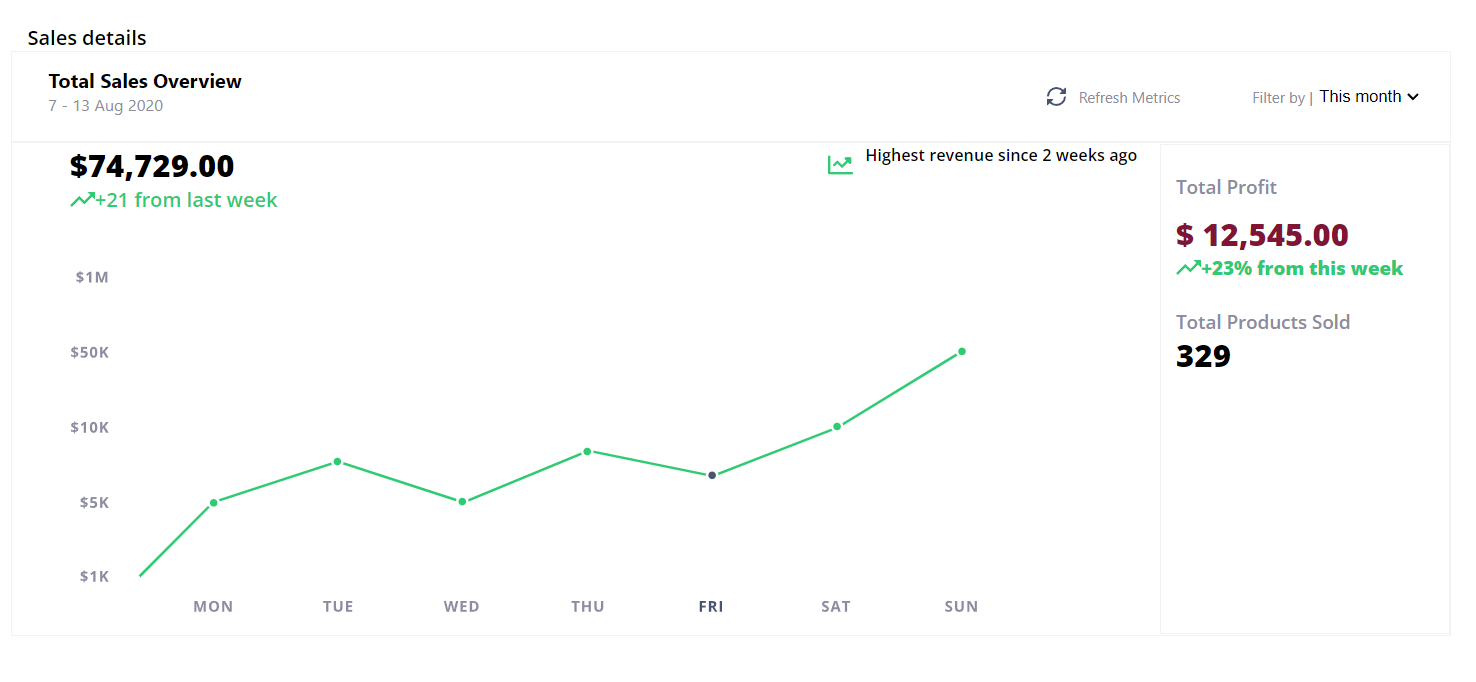 Sales details
Total Sales Overview
7 - 13 Aug 2020
Refresh Metrics
Filter by | This month
$74,729.00
+21 from last week
Highest revenue since 2 weeks ago
$1M
$50K
$10K
$5K
$1K
MON TUE WED THU FRI SAT SUN
Total Profit
$ 12,545.00
+23% from this week
Total Products Sold
329